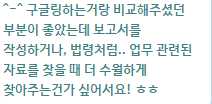 ^-^ 구글링하는거랑 비교해주셨던
부분이 좋았는데 보고서를
작성하거나, 법령처럼.. 업무 관련된
자료를 찾을 때 더 수월하게
찾아주는건가 싶어서요! ㅎㅎ